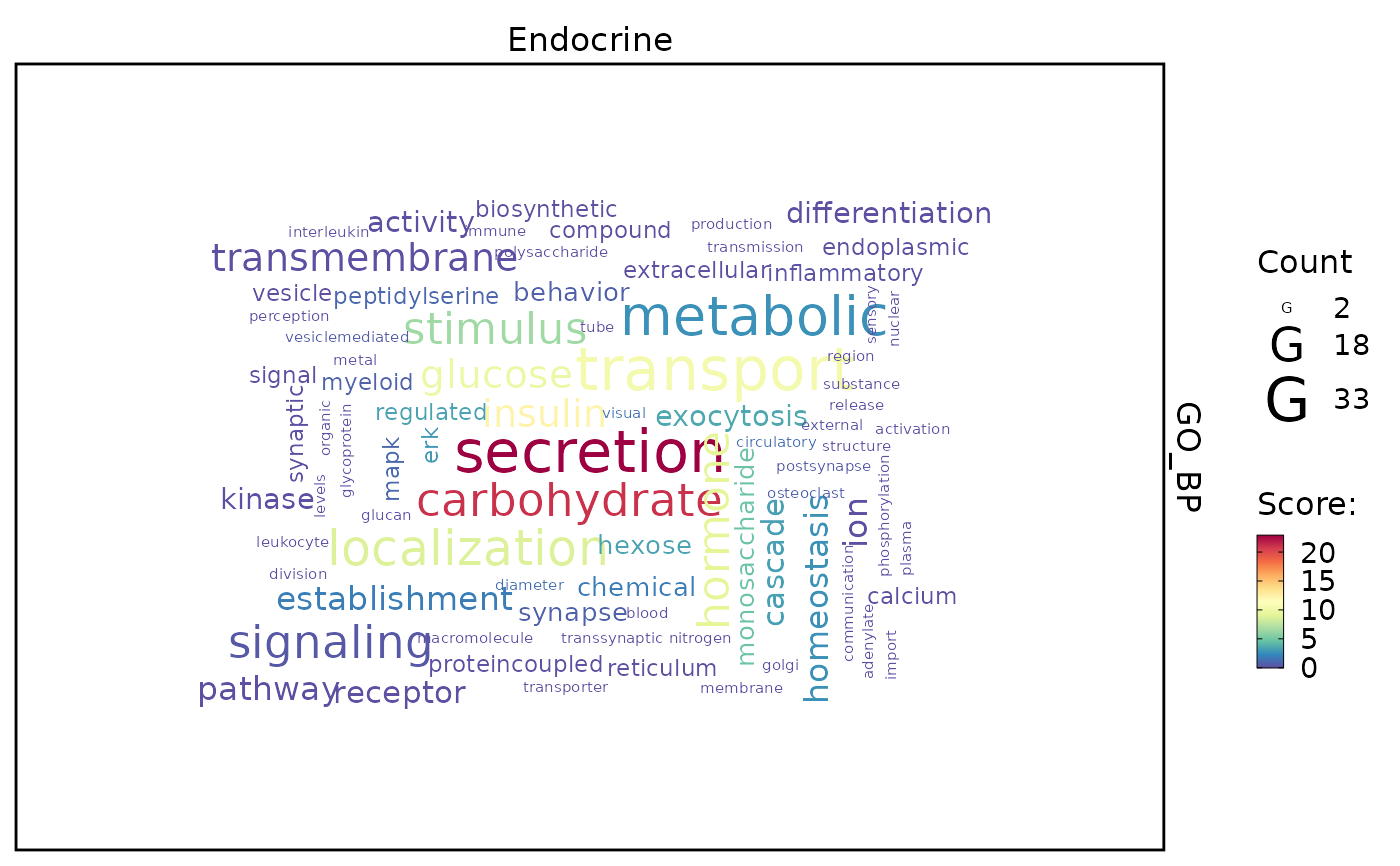 Endocrine
biosynthetic
differentiation
activity
production
interleukin
immune
compound
transmission
endoplasmic
transmembrane
polysaccharide
extracellular
inflammatory
vesicle
peptidylserine
behavior
metabolic
sensory
nuclear
perception
stimulus
tube
vesiclemediated
metal
region
signal
myeloid
glucose
transport
substance
synaptic
organic
glycoprotein
regulated
insulin
visual
exocytosis
release
external
activation
mapk
erk
secretion
hormone
circulatory
structure
monosaccharide
postsynapse
phosphorylation
kinase
levels
carbohydrate
osteoclast
glucan
cascade
homeostasis
ion
plasma
leukocyte
localization
hexose
communication
division
diameter
chemical
establishment
calcium
synapse
blood
adenylate
import
signaling
macromolecule
transsynaptic
nitrogen
proteincoupled
reticulum
golgi
pathway
receptor
transporter
membrane
GO_BP
Count
G 2
G 18
G 33
Score:
20
15
10
5
0